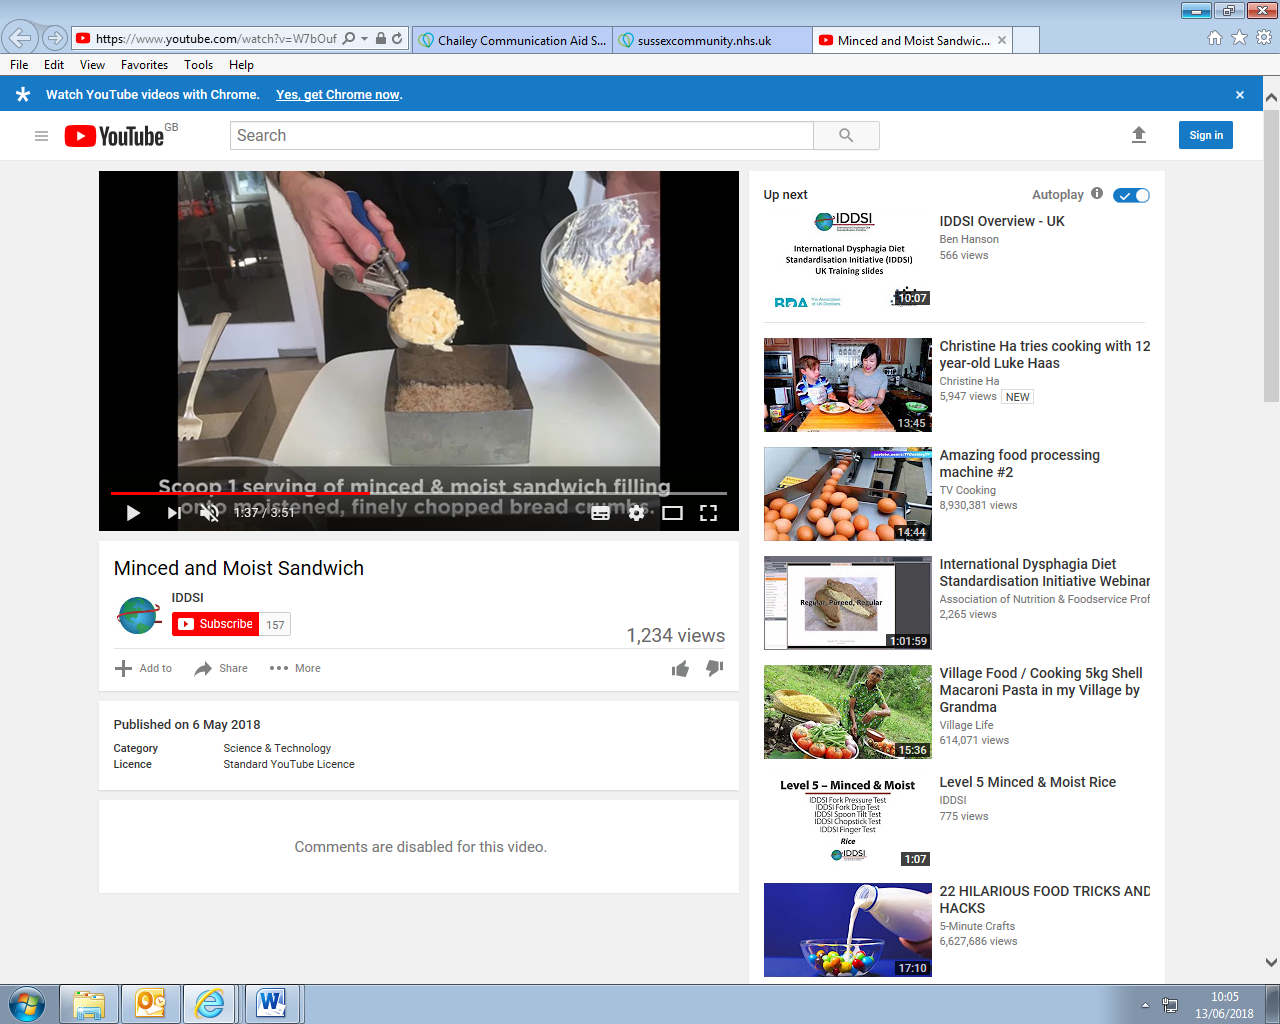 https://www.youtube.com/watch?v=W7bOuf
Chailey Communication Aid S...
sussexcommunity.nhs.uk
Minced and Moist Sandwic...
File Edit View Favorites Tools Help
Watch YouTube videos with Chrome. Yes, get Chrome now.
YouTube GB
Search
Sign in
Scoop 1 serving of minced & moist sandwich filling
onto moistened, finely chopped bread crumbs.
1:37 / 3:51
Minced and Moist Sandwich
IDDSI
Subscribe 157
1,234 views
Add to Share More
Published on 6 May 2018
Category Science & Technology
Licence Standard YouTube Licence
Comments are disabled for this video.
Up next
Autoplay
IDDSI
International Dysphagia Diet
Standardisation Initiative (IDDSI)
UK Training slides
BDA The Association
of UK Dietitians
10:07
IDDSI Overview - UK
Ben Hanson
566 views
13:45
Christine Ha tries cooking with 12
year-old Luke Haas
Christine Ha
5,947 views NEW
14:44
Amazing food processing
machine #2
TV Cooking
8,930,381 views
Regular, Pureed, Regular
1:01:59
International Dysphagia Diet
Standardisation Initiative Webinar
Association of Nutrition & Foodservice Prof
2,265 views
15:36
Village Food / Cooking 5kg Shell
Macaroni Pasta in my Village by
Grandma
Village Life
614,071 views
Level 5 – Minced & Moist
IDDSI Fork Pressure Test
IDDSI Fork Drip Test
IDDSI Spoon Tilt Test
IDDSI Chopstick Test
IDDSI Finger Test
Rice
IDDSI
1:07
Level 5 Minced & Moist Rice
IDDSI
775 views
17:10
22 HILARIOUS FOOD TRICKS AND
HACKS
5-Minute Crafts
6,627,686 views
10:05
13/06/2018